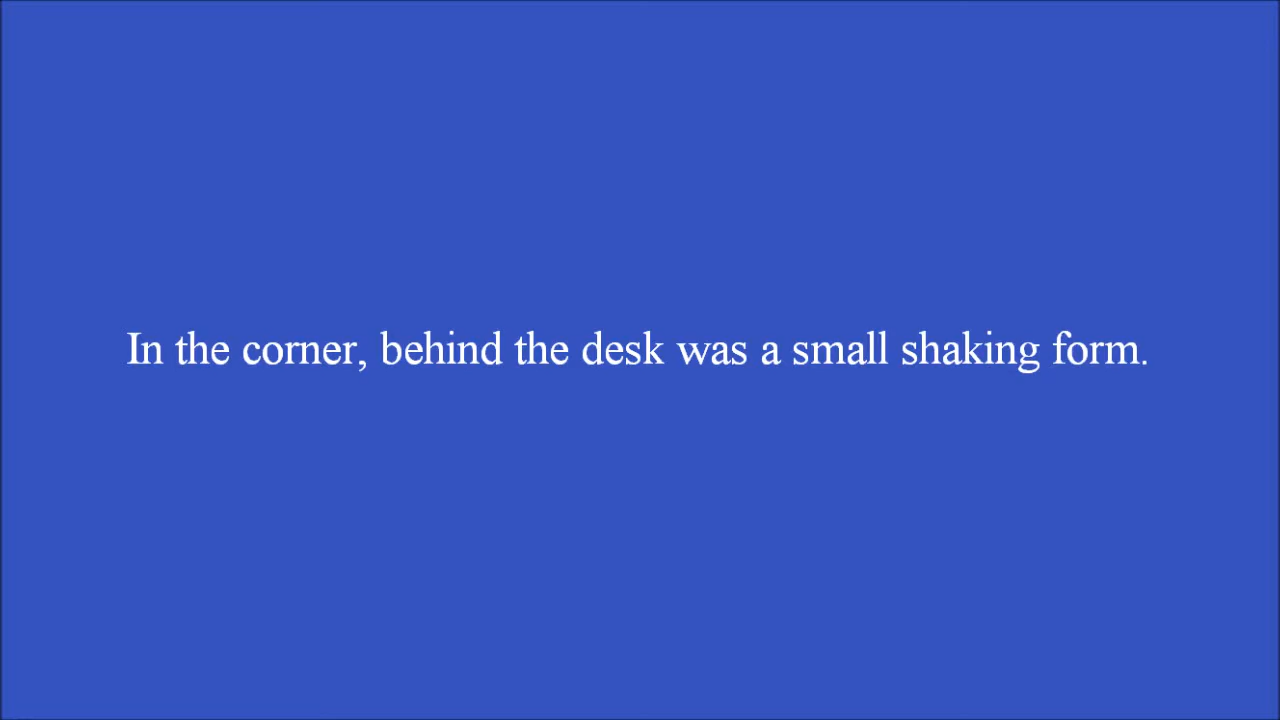 In the corner, behind the desk was a small shaking form.